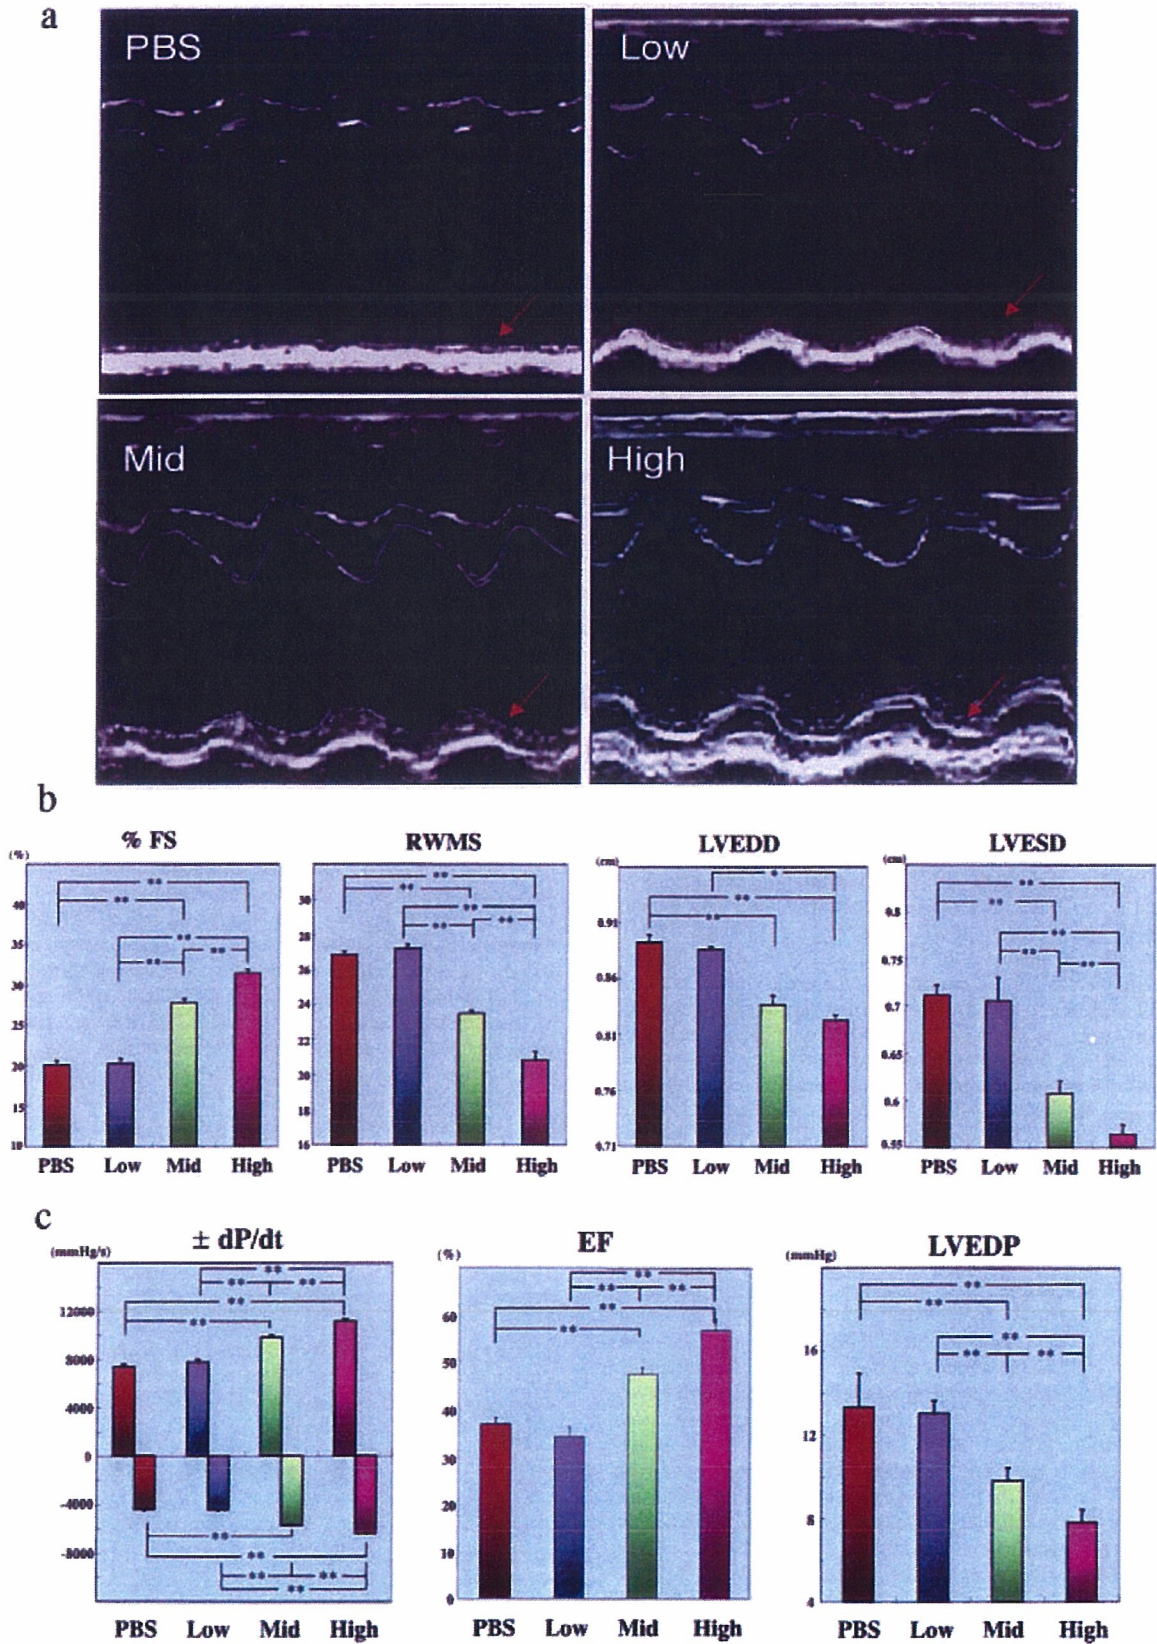 a
PBS
Low
Mid
High
b
% FS
(%)
40
35
30
25
20
15
10
** ** ** ** **
PBS Low Mid High
RWMS
30
28
26
24
22
20
18
16
** ** ** ** **
PBS Low Mid High
LVEDD
(cm)
0.91
0.86
0.81
0.76
0.71
* ** **
PBS Low Mid High
LVESD
(cm)
0.8
0.75
0.7
0.65
0.6
0.55
** ** ** ** **
PBS Low Mid High
c
± dP/dt
(mmHg/s)
12000
8000
4000
0
-4000
-8000
** ** ** ** **
** ** ** ** **
PBS Low Mid High
EF
(%)
60
50
40
30
20
10
0
** ** ** ** **
PBS Low Mid High
LVEDP
(mmHg)
16
12
8
4
** ** ** ** **
PBS Low Mid High